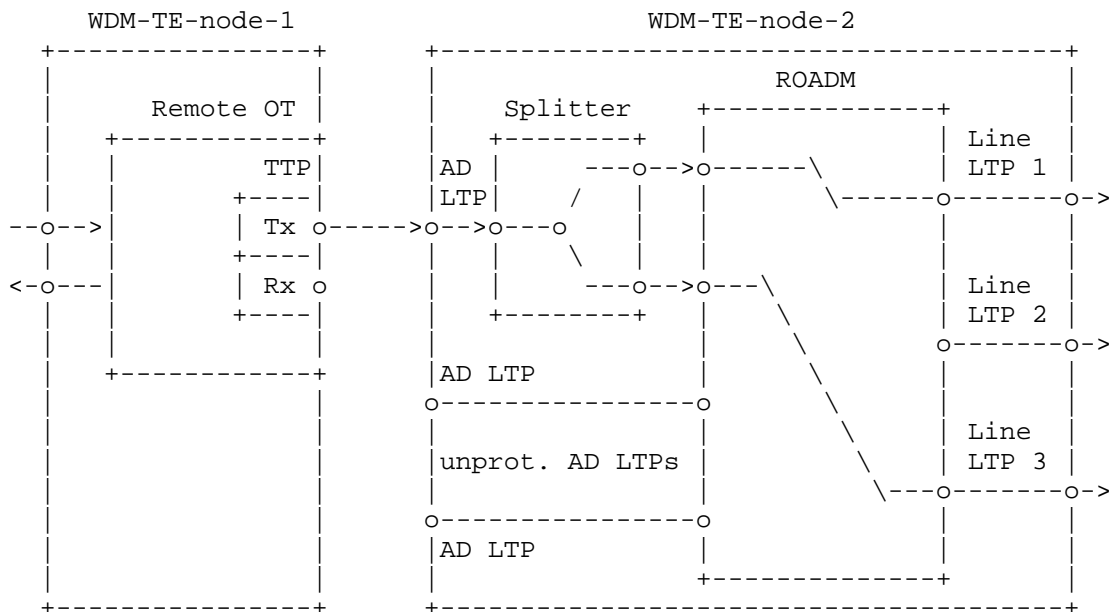 WDM-TE-node-1 WDM-TE-node-2
ROADM
Remote OT Splitter
Line
TTP AD LTP 1
LTP
Tx
Rx Line
LTP 2
AD LTP
Line
unprot. AD LTPs LTP 3
AD LTP